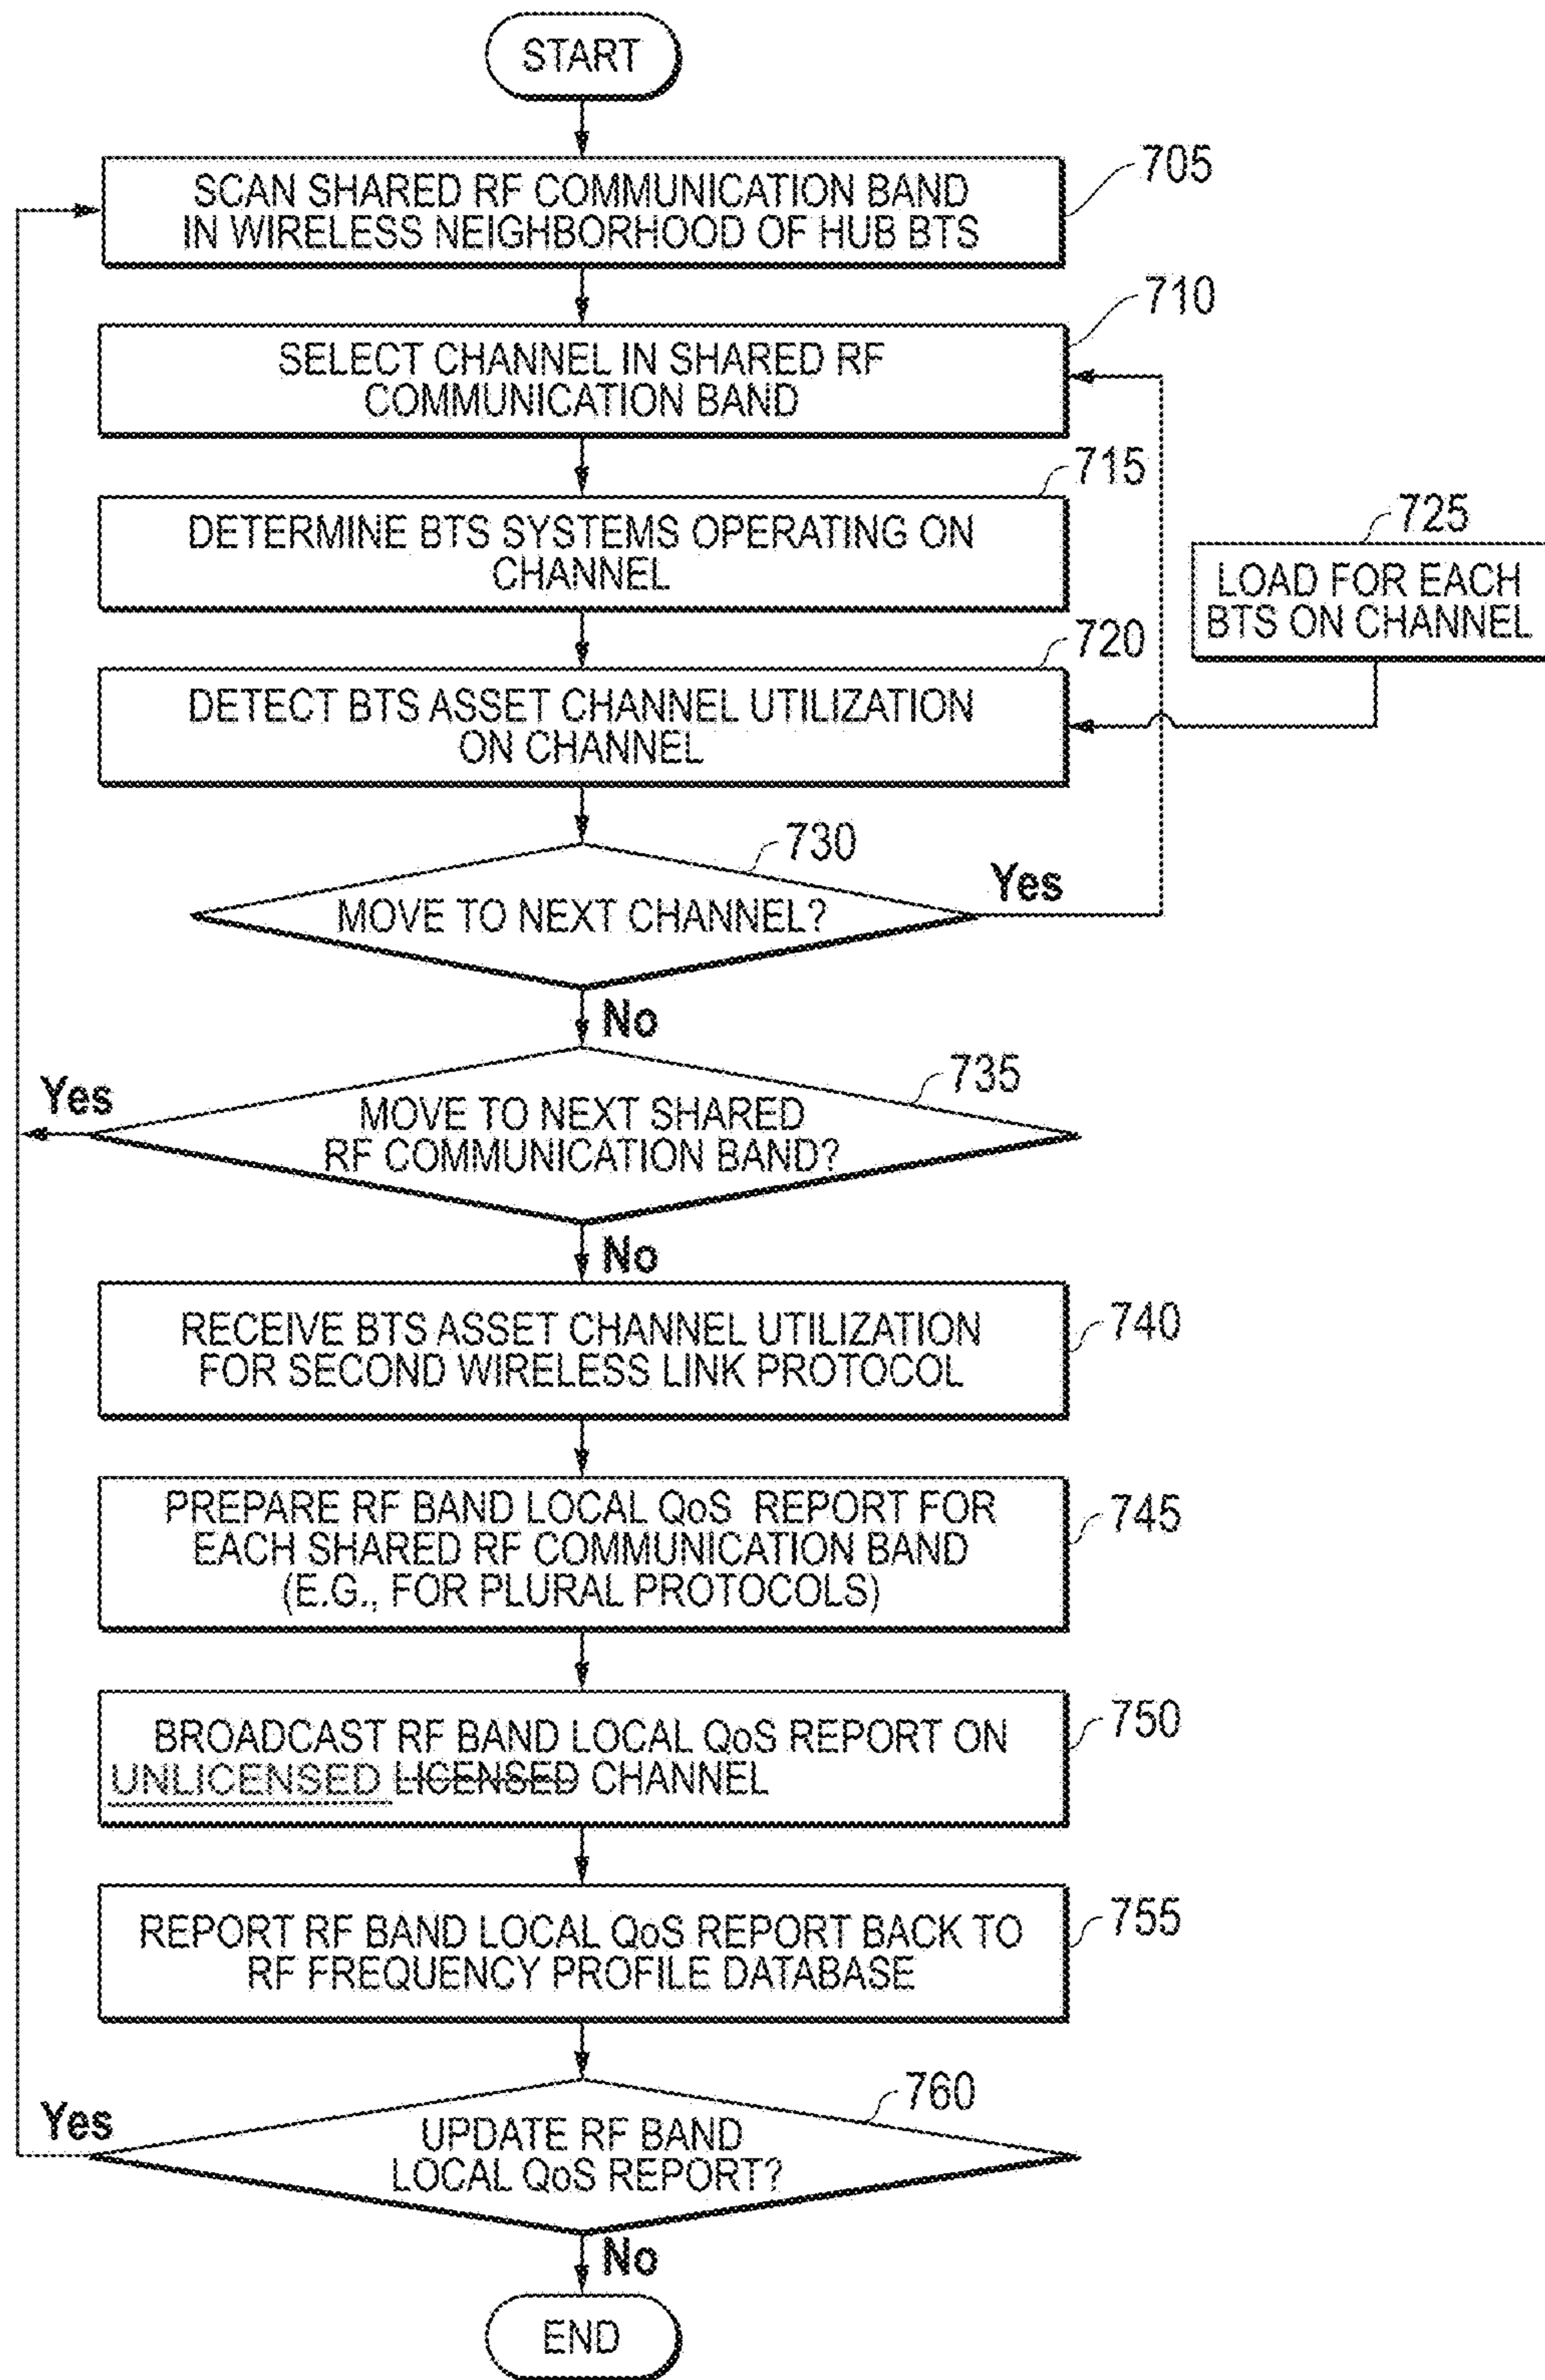 START
SCAN SHARED RF COMMUNICATION BAND
IN WIRELESS NEIGHBORHOOD OF HUB BTS
705
SELECT CHANNEL IN SHARED RF
COMMUNICATION BAND
710
DETERMINE BTS SYSTEMS OPERATING ON
CHANNEL
715
DETECT BTS ASSET CHANNEL UTILIZATION
ON CHANNEL
720
LOAD FOR EACH
BTS ON CHANNEL
725
MOVE TO NEXT CHANNEL?
730
Yes
No
MOVE TO NEXT SHARED
RF COMMUNICATION BAND?
735
Yes
No
RECEIVE BTS ASSET CHANNEL UTILIZATION
FOR SECOND WIRELESS LINK PROTOCOL
740
PREPARE RF BAND LOCAL QoS REPORT FOR
EACH SHARED RF COMMUNICATION BAND
(E.G., FOR PLURAL PROTOCOLS)
745
BROADCAST RF BAND LOCAL QoS REPORT ON
UNLICENSED LICENSED CHANNEL
750
REPORT RF BAND LOCAL QoS REPORT BACK TO
RF FREQUENCY PROFILE DATABASE
755
UPDATE RF BAND
LOCAL QoS REPORT?
760
Yes
No
END